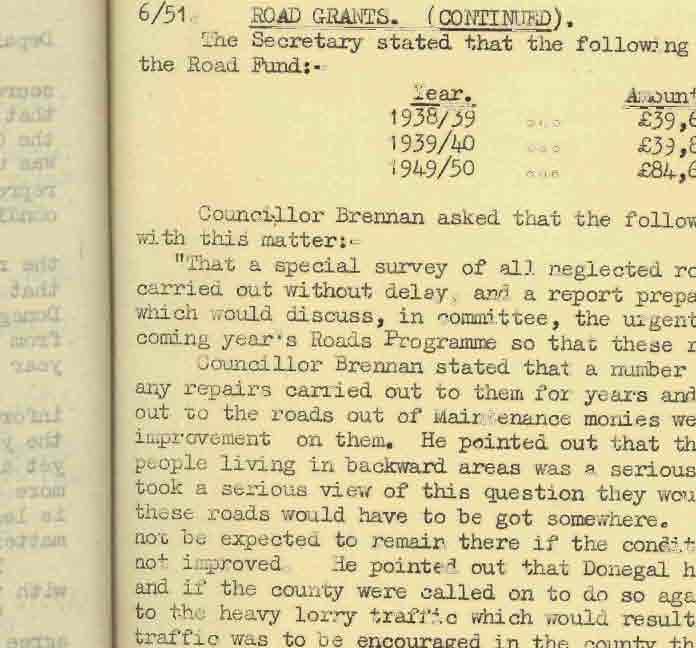 6/51. ROAD GRANTS. (CONTINUED).
The Secretary stated that the following
the Road Fund:-
Year. Amount
1938/39 ... £39,6
1939/40 ... £39,8
1949/50 ... £84,6
Councillor Brennan asked that the follow
with this matter:-
"That a special survey of all neglected ro
carried out without delay, and a report prepa
which would discuss, in committee, the urgent
coming year's Roads Programme so that these r
Councillor Brennan stated that a number
any repairs carried out to them for years and
out to the roads out of Maintenance monies we
improvement on them. He pointed out that th
people living in backward areas was a serious
took a serious view of this question they wou
these roads would have to be got somewhere.
not be expected to remain there if the condit
not improved He pointed out that Donegal h
and if the county were called on to do so aga
to the heavy lorry traffic which would result
traffic was to be encouraged in the county th